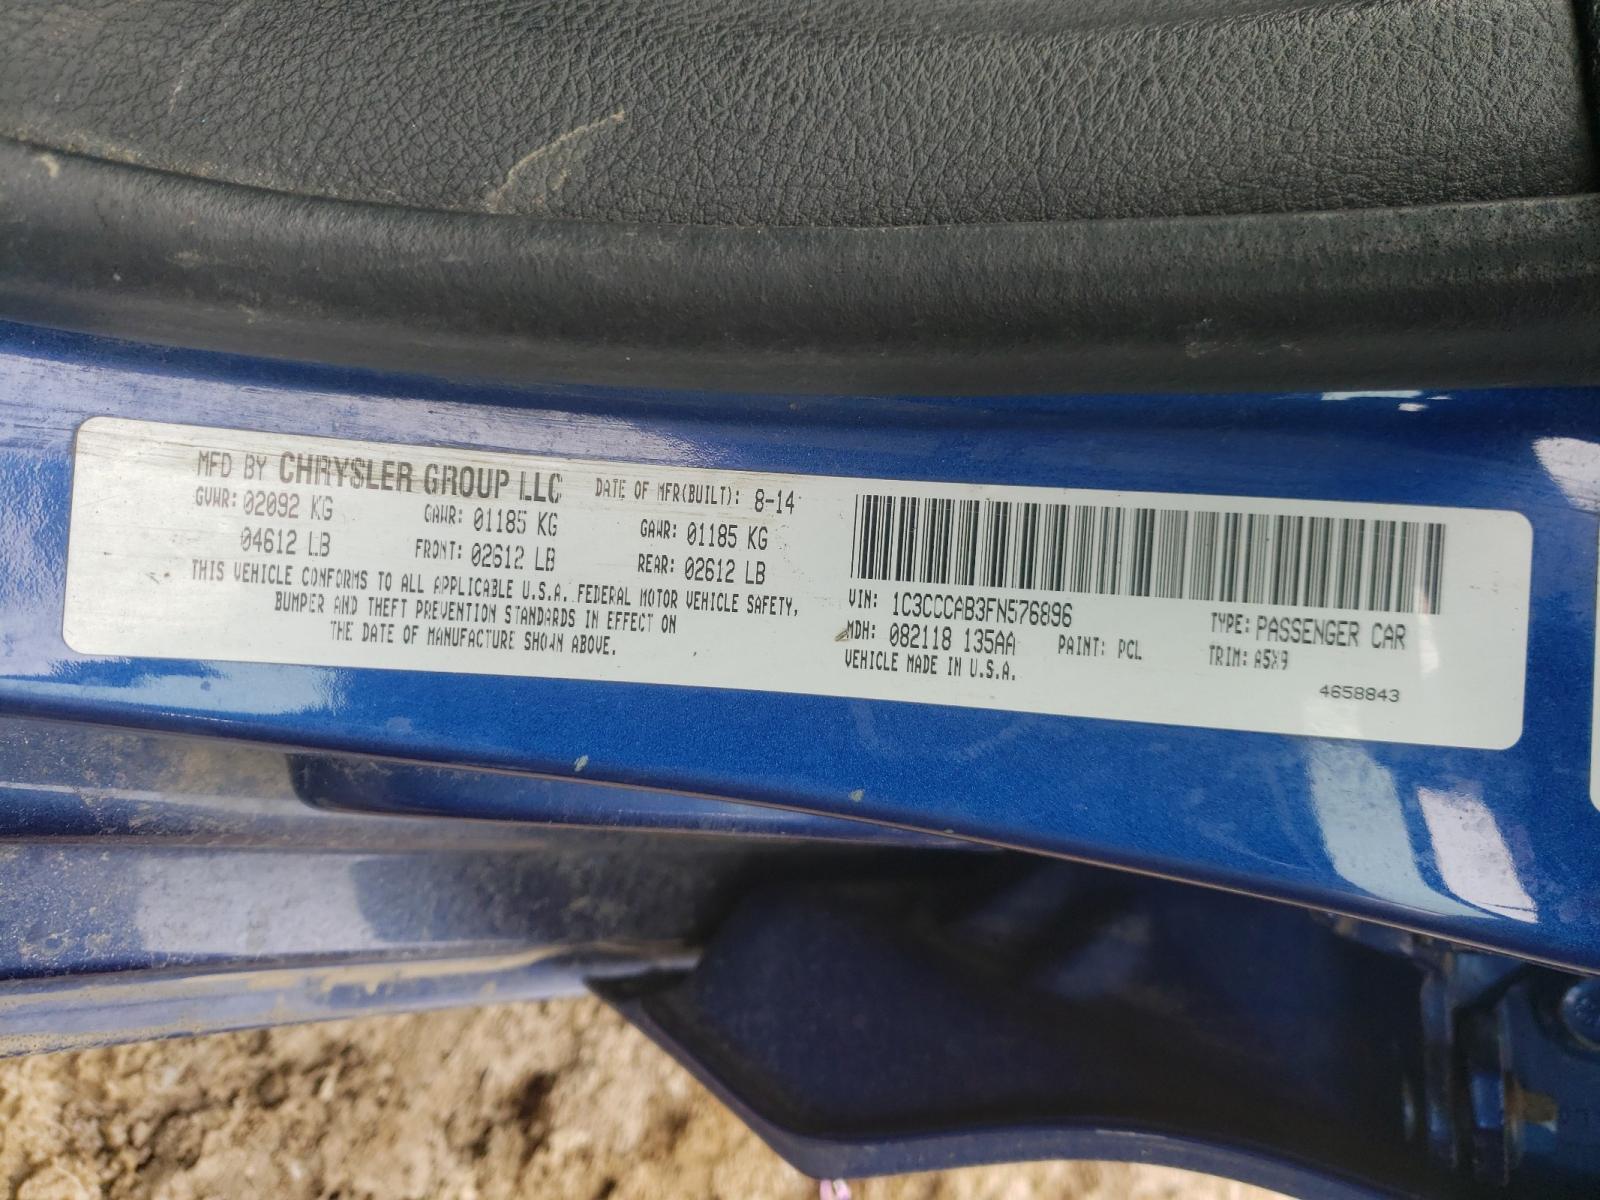 MFD BY CHRYSLER GROUP LLC DATE OF MFR(BUILT): 8-14
GVWR: 02092 KG GAWR: 01185 KG GAWR: 01185 KG
04612 LB FRONT: 02612 LB REAR: 02612 LB
THIS VEHICLE CONFORMS TO ALL APPLICABLE U.S.A. FEDERAL MOTOR VEHICLE SAFETY,
BUMPER AND THEFT PREVENTION STANDARDS IN EFFECT ON
THE DATE OF MANUFACTURE SHOWN ABOVE.
VIN: 1C3CCCAB3FN576896 TYPE: PASSENGER CAR
MDH: 082118 135AA PAINT: PCL TRIM: A5X9
VEHICLE MADE IN U.S.A.
4658843